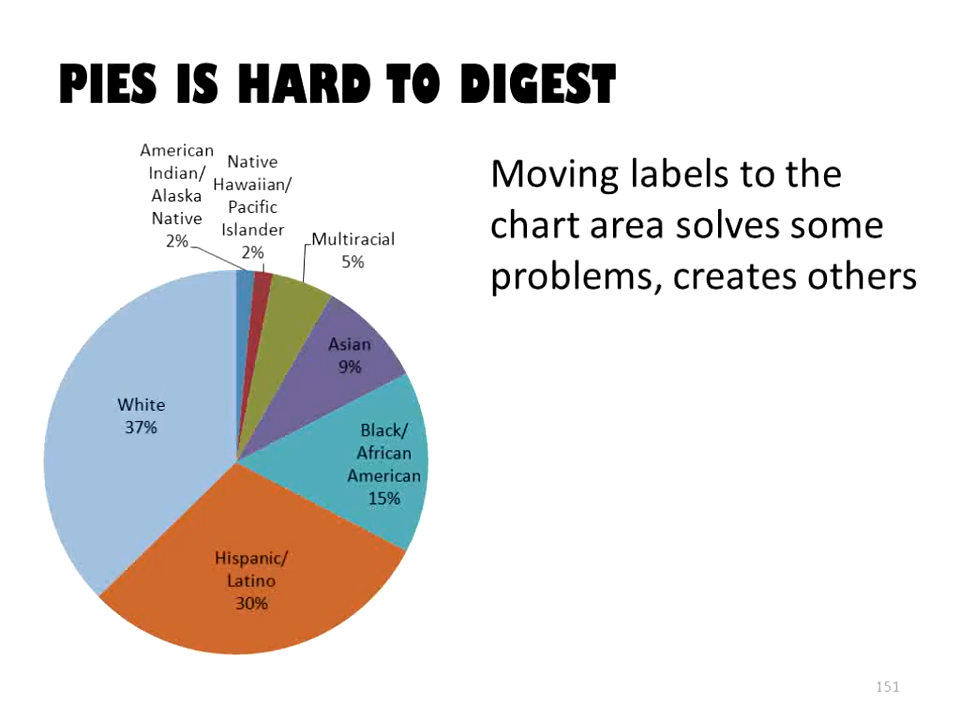 PIES IS HARD TO DIGEST
American
Indian/
Alaska
Native
2%
Native
Hawaiian/
Pacific
Islander
2%
Multiracial
5%
Asian
9%
Black/
African
American
15%
Hispanic/
Latino
30%
White
37%
Moving labels to the
chart area solves some
problems, creates others
151